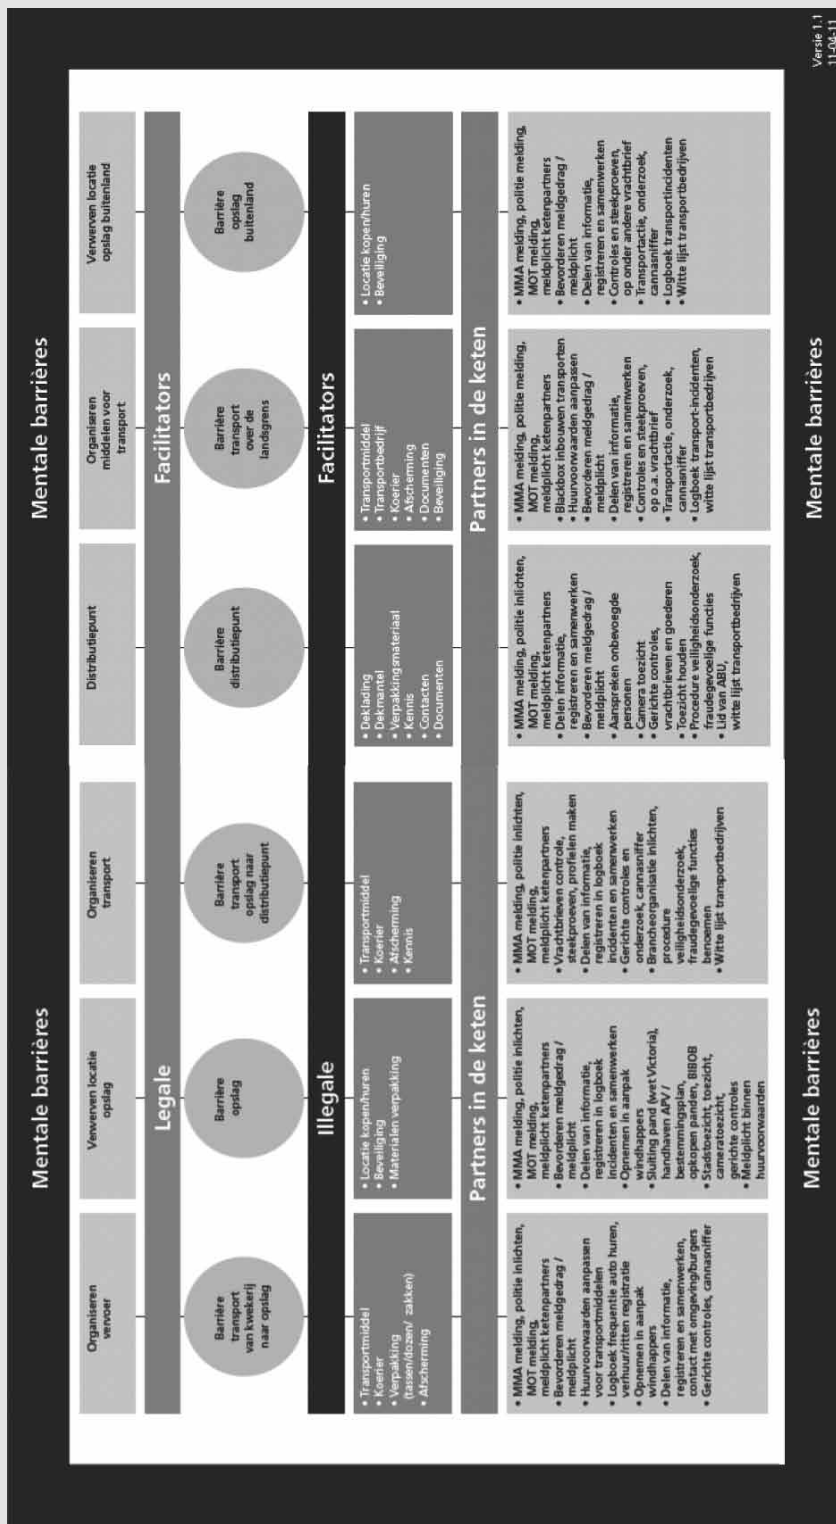 Mentale barrières
Mentale barrières
Organiseren
vervoer
Verwerven locatie
opslag
Organiseren
transport
Distributiepunt
Organiseren
middelen voor
transport
Verwerven locatie
opslag buitenland
Legale
Facilitators
Barrière
transport
van kwekerij
naar opslag
Barrière
opslag
Barrière
transport
opslag naar
distributiepunt
Barrière
distributiepunt
Barrière
transport
over de
landsgrens
Barrière
opslag
buitenland
Illegale
Facilitators
• Transportmiddel
• Koerier
• Verpakking
(tassen/dozen/ zakken)
• Afscherming
• Locatie kopen/huren
• Beveiliging
• Materialen verpakking
• Transportmiddel
• Koerier
• Afscherming
• Kennis
• Deklading
• Dekmantel
• Verpakkingsmateriaal
• Kennis
• Contacten
• Documenten
• Transportmiddel
• Transportbedrijf
• Koerier
• Afscherming
• Documenten
• Beveiliging
• Locatie kopen/huren
• Beveiliging
Partners in de keten
Partners in de keten
• MMA melding, politie inlichten,
MOT melding,
meldplicht ketenpartners
• Bevorderen meldgedrag /
meldplicht
• Huurvoorwaarden aanpassen
voor transportmiddelen
• Logboek frequentie auto huren,
verhuur/ritten registratie
• Opnemen in aanpak
windhappers
• Delen van informatie,
registreren en samenwerken,
contact met omgeving/burgers
• Gerichte controles, cannasniffer
• MMA melding, politie inlichten,
MOT melding,
meldplicht ketenpartners
• Bevorderen meldgedrag /
meldplicht
• Delen van informatie,
registreren in logboek
incidenten en samenwerken
• Opnemen in aanpak
windhappers
• Sluiting pand (wet Victoria),
handhaven APV /
bestemmingsplan,
opkopen panden, BIBOB
• Stadstoezicht, toezicht,
cameratoezicht,
gerichte controles
• Meldplicht binnen
huurvoorwaarden
• MMA melding, politie inlichten,
MOT melding,
meldplicht ketenpartners
• Vrachtbrieven controle,
steekproeven, profielen maken
• Delen van informatie,
registreren in logboek
incidenten en samenwerken
• Gerichte controles en
onderzoek, cannasniffer
• Brancheorganisatie inlichten,
procedure
veiligheidsonderzoek,
fraudegevoelige functies
benoemen
• Witte lijst transportbedrijven
• MMA melding, politie inlichten,
MOT melding,
meldplicht ketenpartners
• Delen informatie,
registreren en samenwerken
• Bevorderen meldgedrag /
meldplicht
• Aanspreken onbevoegde
personen
• Camera toezicht
• Gerichte controles,
vrachtbrieven en goederen
• Toezicht houden
• Procedure veiligheidsonderzoek,
fraudegevoelige functies
• Lid van ABU,
witte lijst transportbedrijven
• MMA melding, politie melding,
MOT melding,
meldplicht ketenpartners
• Blackbox inbouwen transporten
• Huurvoorwaarden aanpassen
• Bevorderen meldgedrag /
meldplicht
• Delen van informatie,
registreren en samenwerken
• Controles en steekproeven,
op o.a. vrachtbrief
• Transportactie, onderzoek,
cannasniffer
• Logboek transport-incidenten,
witte lijst transportbedrijven
• MMA melding, politie melding,
MOT melding,
meldplicht ketenpartners
• Bevorderen meldgedrag /
meldplicht
• Delen van informatie,
registreren en samenwerken
• Controles en steekproeven,
op onder andere vrachtbrief
• Transportactie, onderzoek,
cannasniffer
• Logboek transportincidenten
• Witte lijst transportbedrijven
Mentale barrières
Mentale barrières
Versie 1.1
11-04-11